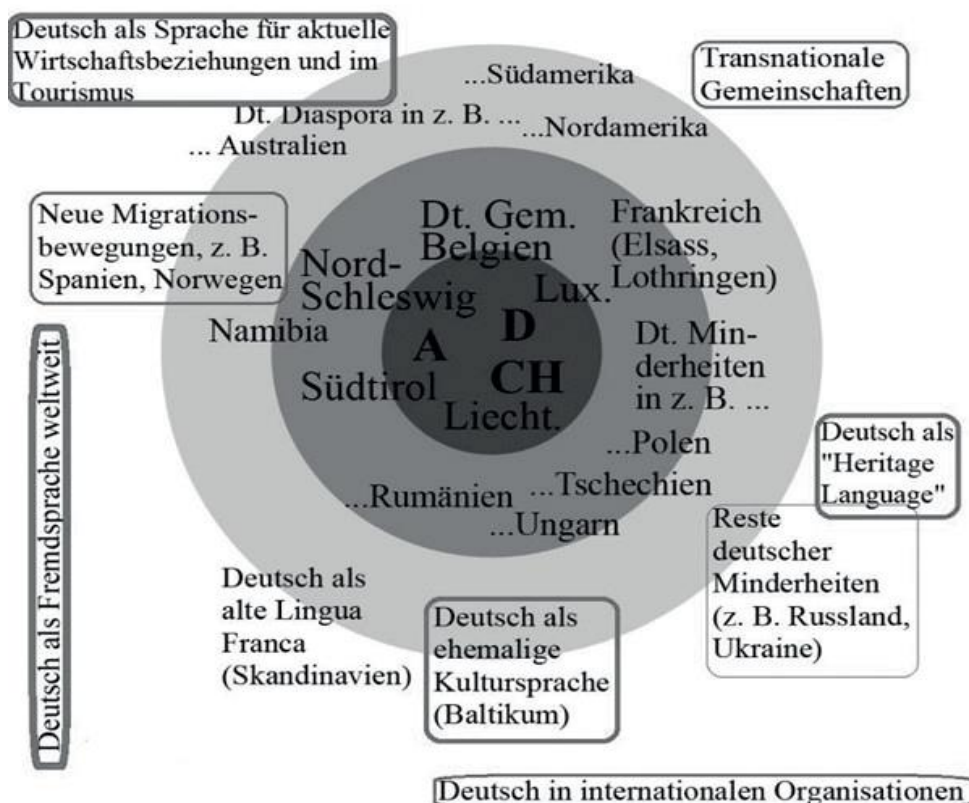 Deutsch als Sprache für aktuelle
Wirtschaftsbeziehungen und im
Tourismus
...Südamerika
Transnationale
Gemeinschaften
Dt. Diaspora in z. B. ...
...Nordamerika
... Australien
Neue Migrations-
bewegungen, z. B.
Spanien, Norwegen
Dt. Gem.
Belgien
Frankreich
(Elsass,
Lothringen)
Nord-
Schleswig
Lux.
Namibia
A
D
CH
Südtirol
Liecht.
Dt. Min-
derheiten
in z. B. ...
...Polen
...Tschechien
...Rumänien
...Ungarn
Deutsch als
"Heritage
Language"
Reste
deutscher
Minderheiten
(z. B. Russland,
Ukraine)
Deutsch als
alte Lingua
Franca
(Skandinavien)
Deutsch als
ehemalige
Kultursprache
(Baltikum)
Deutsch als Fremdsprache weltweit
Deutsch in internationalen Organisationen